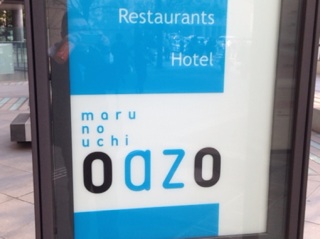 Restaurants
Hotel
maru
no
uchi
oazo